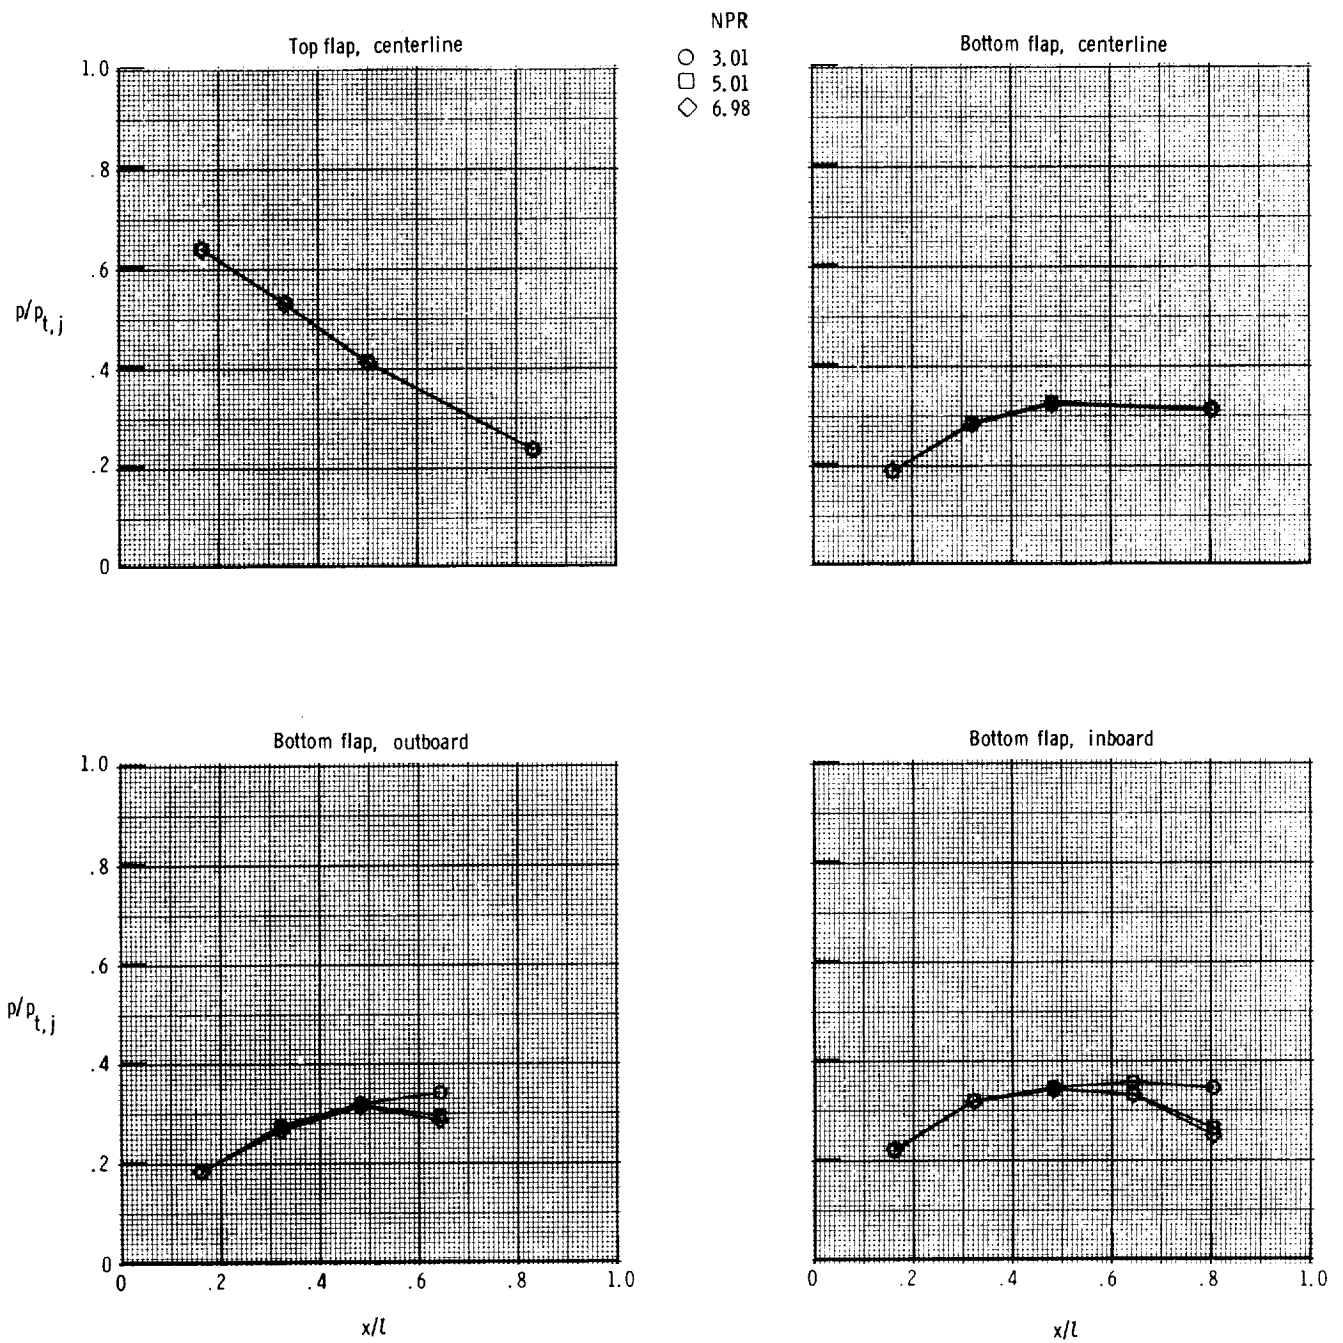 NPR
3.01
5.01
6.98
Top flap, centerline
1.0
.8
.6
.4
.2
0
p/p t, j
Bottom flap, centerline
Bottom flap, outboard
1.0
.8
.6
.4
.2
0
p/p t, j
0 .2 .4 .6 .8 1.0
x/l
Bottom flap, inboard
0 .2 .4 .6 .8 1.0
x/l